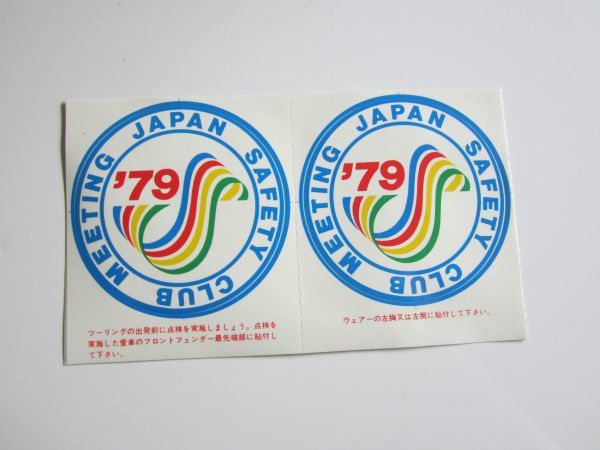 MEETING JAPAN SAFETY CLUB
'79
ツーリングの出発前に点検を実施しましょう。点検を
実施した愛車のフロントフェンダー最先端部に貼付し
て下さい。
MEETING JAPAN SAFETY CLUB
'79
ウェアーの左胸又は左腕に貼付して下さい。